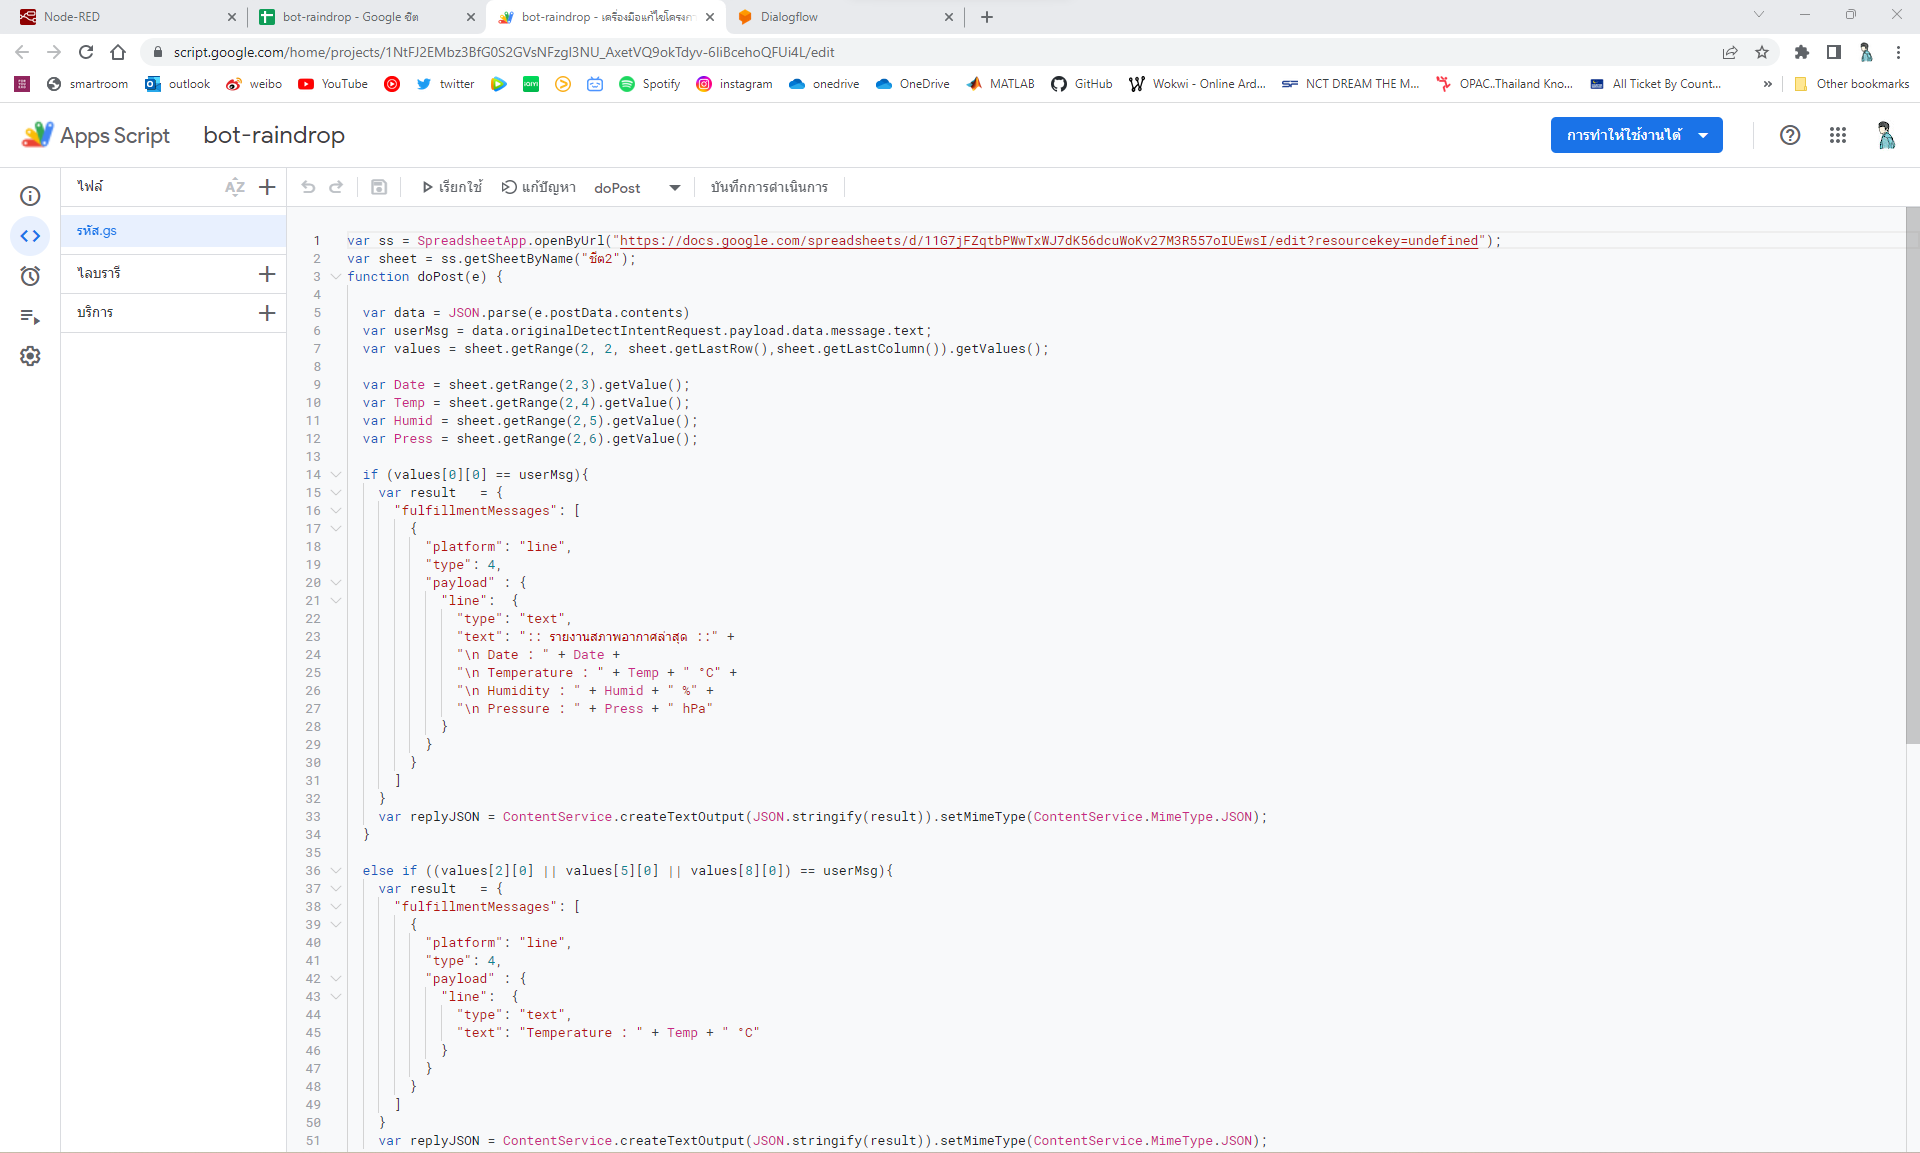 Node-RED
bot-raindrop - Google ชีต
bot-raindrop - เครื่องมือแก้ไขโครงกา
Dialogflow
script.google.com/home/projects/1NtFJ2EMbz3BfG0S2GVsNFzgl3NU_AxetVQ9okTdyv-6liBcehoQFUi4L/edit
smartroom outlook weibo YouTube twitter Spotify instagram onedrive OneDrive MATLAB GitHub Wokwi - Online Ard... NCT DREAM THE M... OPAC..Thailand Kno... All Ticket By Count... » Other bookmarks
Apps Script bot-raindrop การทำให้ใช้งานได้
ไฟล์ AZ
เรียกใช้ แก้ปัญหา doPost บันทึกการดำเนินการ
รหัส.gs
ไลบรารี
บริการ
1 var ss = SpreadsheetApp.openByUrl("https://docs.google.com/spreadsheets/d/11G7jFZqtbPWwTxWJ7dK56dcuWoKv27M3R557oIUEwsI/edit?resourcekey=undefined");
2 var sheet = ss.getSheetByName("ชีต2");
3 function doPost(e) {
4
5 var data = JSON.parse(e.postData.contents)
6 var userMsg = data.originalDetectIntentRequest.payload.data.message.text;
7 var values = sheet.getRange(2, 2, sheet.getLastRow(),sheet.getLastColumn()).getValues();
8
9 var Date = sheet.getRange(2,3).getValue();
10 var Temp = sheet.getRange(2,4).getValue();
11 var Humid = sheet.getRange(2,5).getValue();
12 var Press = sheet.getRange(2,6).getValue();
13
14 if (values[0][0] == userMsg){
15 var result = {
16 "fulfillmentMessages": [
17 {
18 "platform": "line",
19 "type": 4,
20 "payload" : {
21 "line": {
22 "type": "text",
23 "text": ":: รายงานสภาพอากาศล่าสุด ::" +
24 "\n Date : " + Date +
25 "\n Temperature : " + Temp + " °C" +
26 "\n Humidity : " + Humid + " %" +
27 "\n Pressure : " + Press + " hPa"
28 }
29 }
30 }
31 ]
32 }
33 var replyJSON = ContentService.createTextOutput(JSON.stringify(result)).setMimeType(ContentService.MimeType.JSON);
34 }
35
36 else if ((values[2][0] || values[5][0] || values[8][0]) == userMsg){
37 var result = {
38 "fulfillmentMessages": [
39 {
40 "platform": "line",
41 "type": 4,
42 "payload" : {
43 "line": {
44 "type": "text",
45 "text": "Temperature : " + Temp + " °C"
46 }
47 }
48 }
49 ]
50 }
51 var replyJSON = ContentService.createTextOutput(JSON.stringify(result)).setMimeType(ContentService.MimeType.JSON);